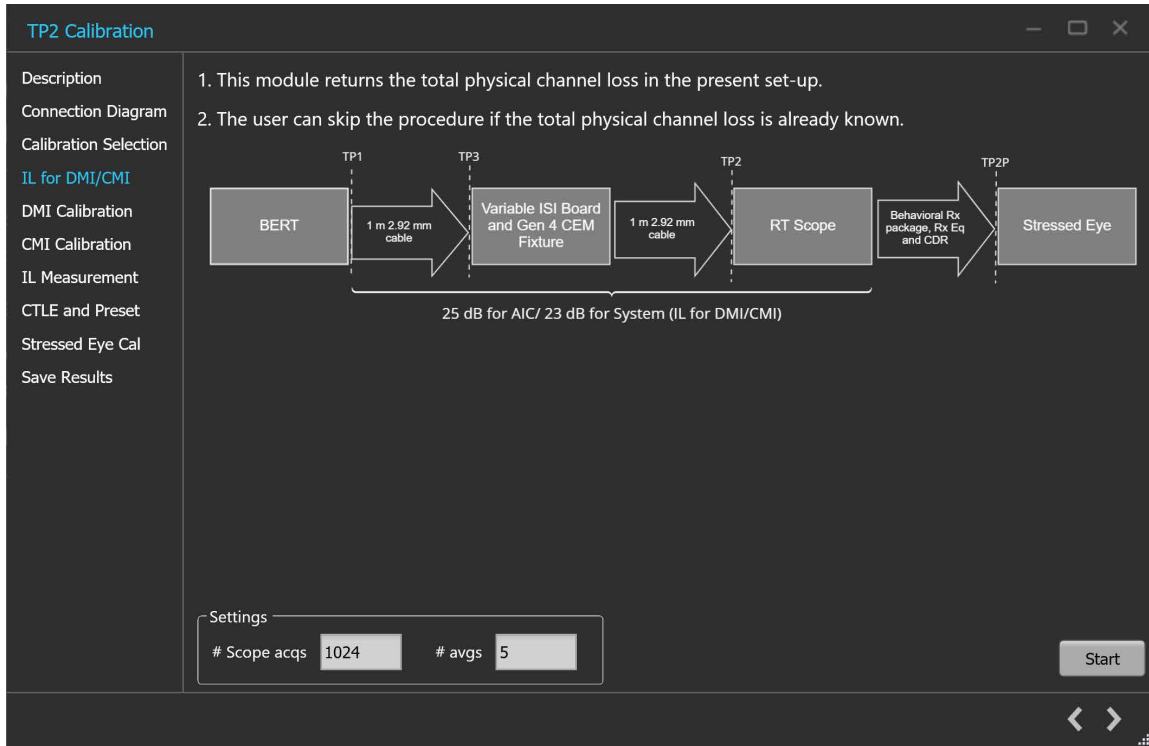 TP2 Calibration
Description
Connection Diagram
Calibration Selection
IL for DMI/CMI
DMI Calibration
CMI Calibration
IL Measurement
CTLE and Preset
Stressed Eye Cal
Save Results
1. This module returns the total physical channel loss in the present set-up.
2. The user can skip the procedure if the total physical channel loss is already known.
TP1
TP3
TP2
TP2P
BERT
1 m 2.92 mm
cable
Variable ISI Board
and Gen 4 CEM
Fixture
1 m 2.92 mm
cable
RT Scope
Behavioral Rx
package, Rx Eq
and CDR
Stressed Eye
25 dB for AIC/ 23 dB for System (IL for DMI/CMI)
Settings
# Scope acqs 1024 # avgs 5
Start